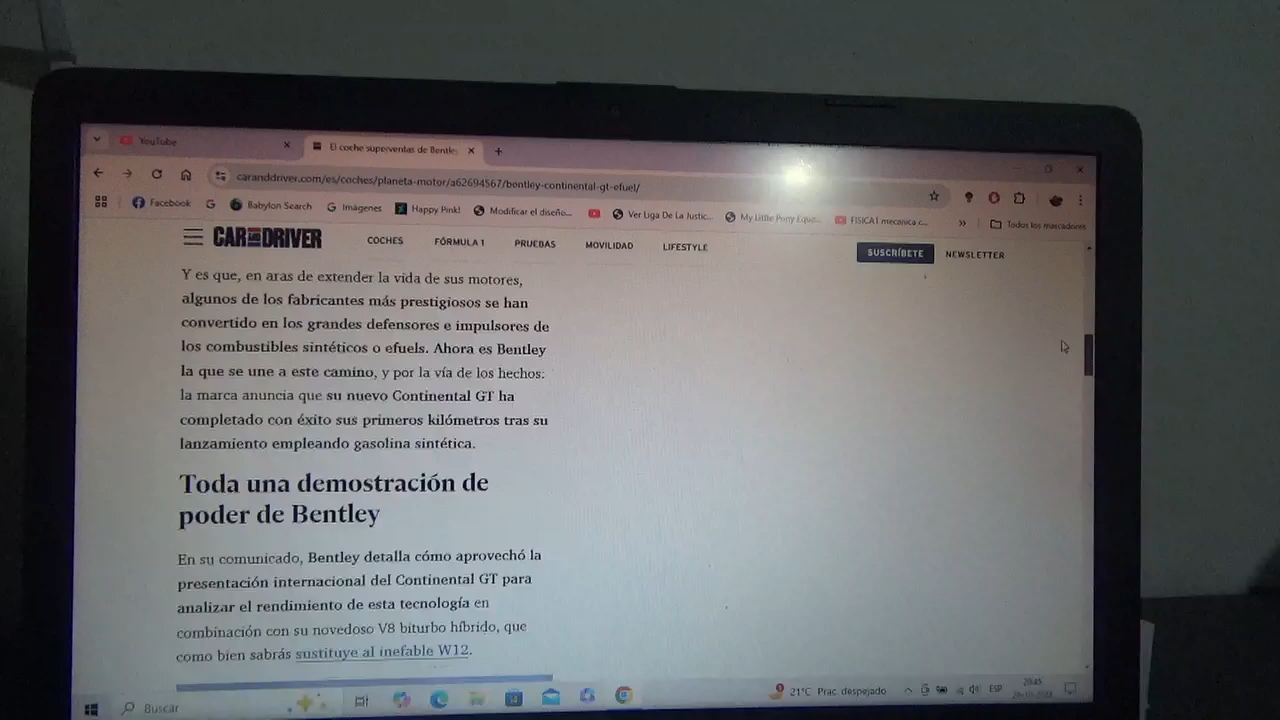 YouTube
El coche superventas de Bentle
caranddriver.com/es/coches/planeta-motor/a62694567/bentley-continental-gt-efuel/
Facebook
Babylon Search
Imágenes
Happy Pink!
Modificar el diseño...
Ver Liga De La Justic...
My Little Pony Eque...
FISICA1 mecanica c...
Todos los marcadores
CAR AND DRIVER
COCHES
FÓRMULA 1
PRUEBAS
MOVILIDAD
LIFESTYLE
SUSCRÍBETE
NEWSLETTER
Y es que, en aras de extender la vida de sus motores,
algunos de los fabricantes más prestigiosos se han
convertido en los grandes defensores e impulsores de
los combustibles sintéticos o efuels. Ahora es Bentley
la que se une a este camino, y por la vía de los hechos:
la marca anuncia que su nuevo Continental GT ha
completado con éxito sus primeros kilómetros tras su
lanzamiento empleando gasolina sintética.
Toda una demostración de
poder de Bentley
En su comunicado, Bentley detalla cómo aprovechó la
presentación internacional del Continental GT para
analizar el rendimiento de esta tecnología en
combinación con su novedoso V8 biturbo híbrido, que
como bien sabrás sustituye al inefable W12.
Buscar
21°C Prac. despejado
ESP
20:45